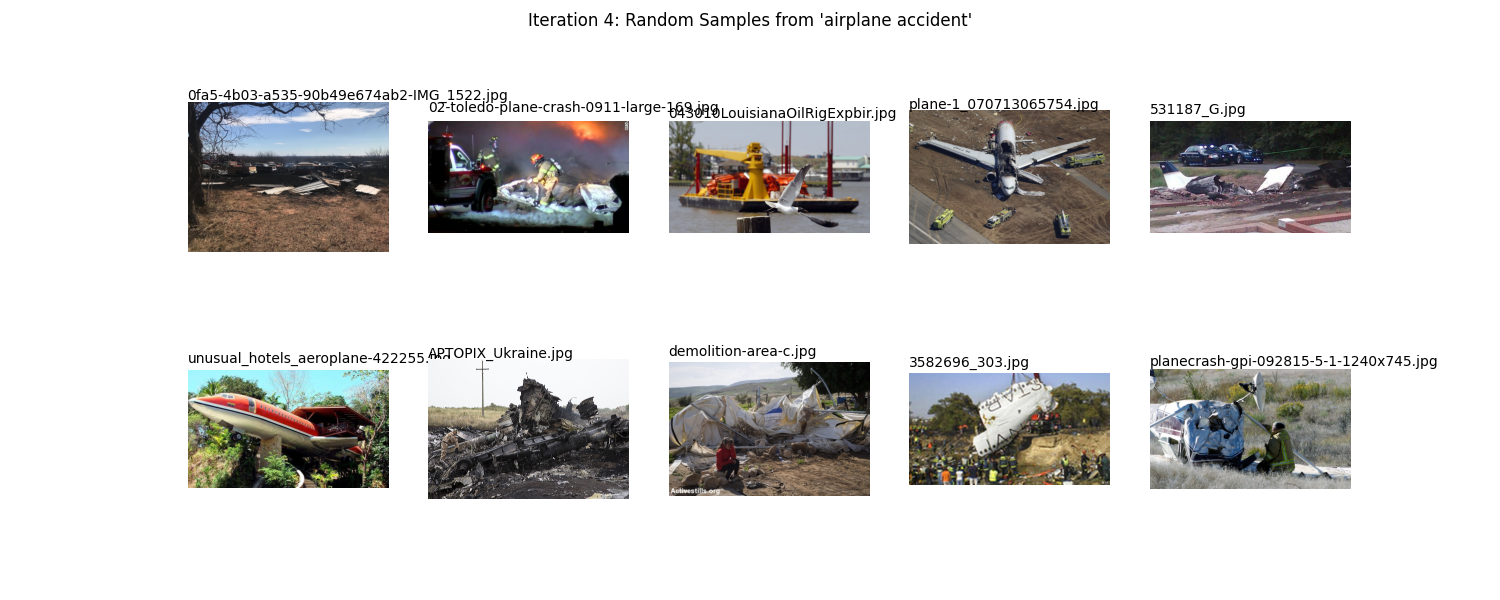 Iteration 4: Random Samples from 'airplane accident'
0fa5-4b03-a535-90b49e674ab2-IMG_1522.jpg
02-toledo-plane-crash-0911-large-169.jpg
043010LouisianaOilRigExpbir.jpg
plane-1_070713065754.jpg
531187_G.jpg
unusual_hotels_aeroplane-422255.
APTOPIX_Ukraine.jpg
demolition-area-c.jpg
3582696_303.jpg
planecrash-gpi-092815-5-1-1240x745.jpg
Activestills.org